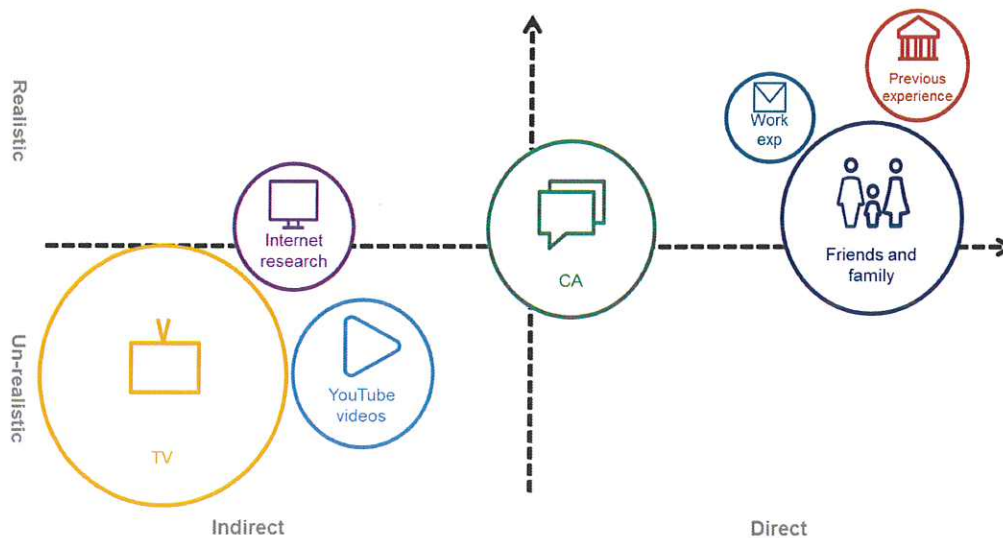 Realistic
Un-realistic
Previous
experience
Work
exp
Internet
research
CA
Friends and
family
YouTube
videos
TV
Indirect
Direct